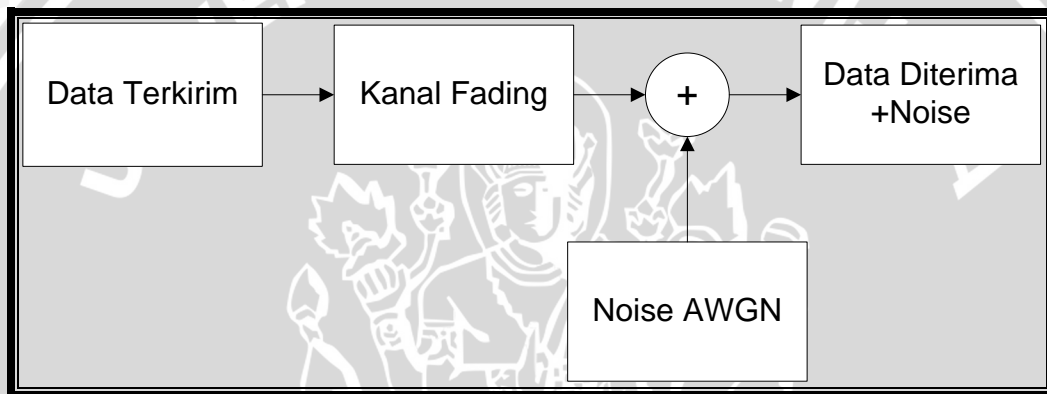 Data Terkirim
Kanal Fading
+
Data Diterima
+Noise
Noise AWGN